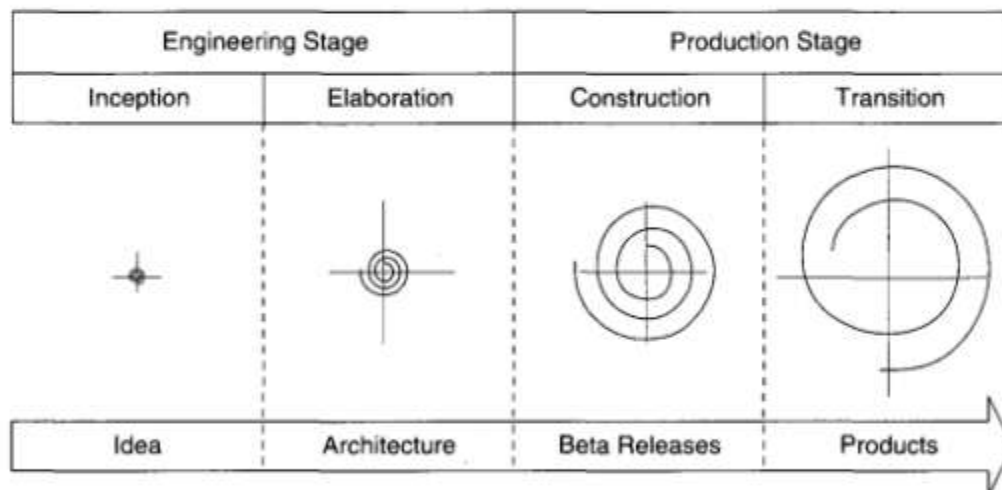 Engineering Stage Production Stage
Inception Elaboration Construction Transition
Idea Architecture Beta Releases Products